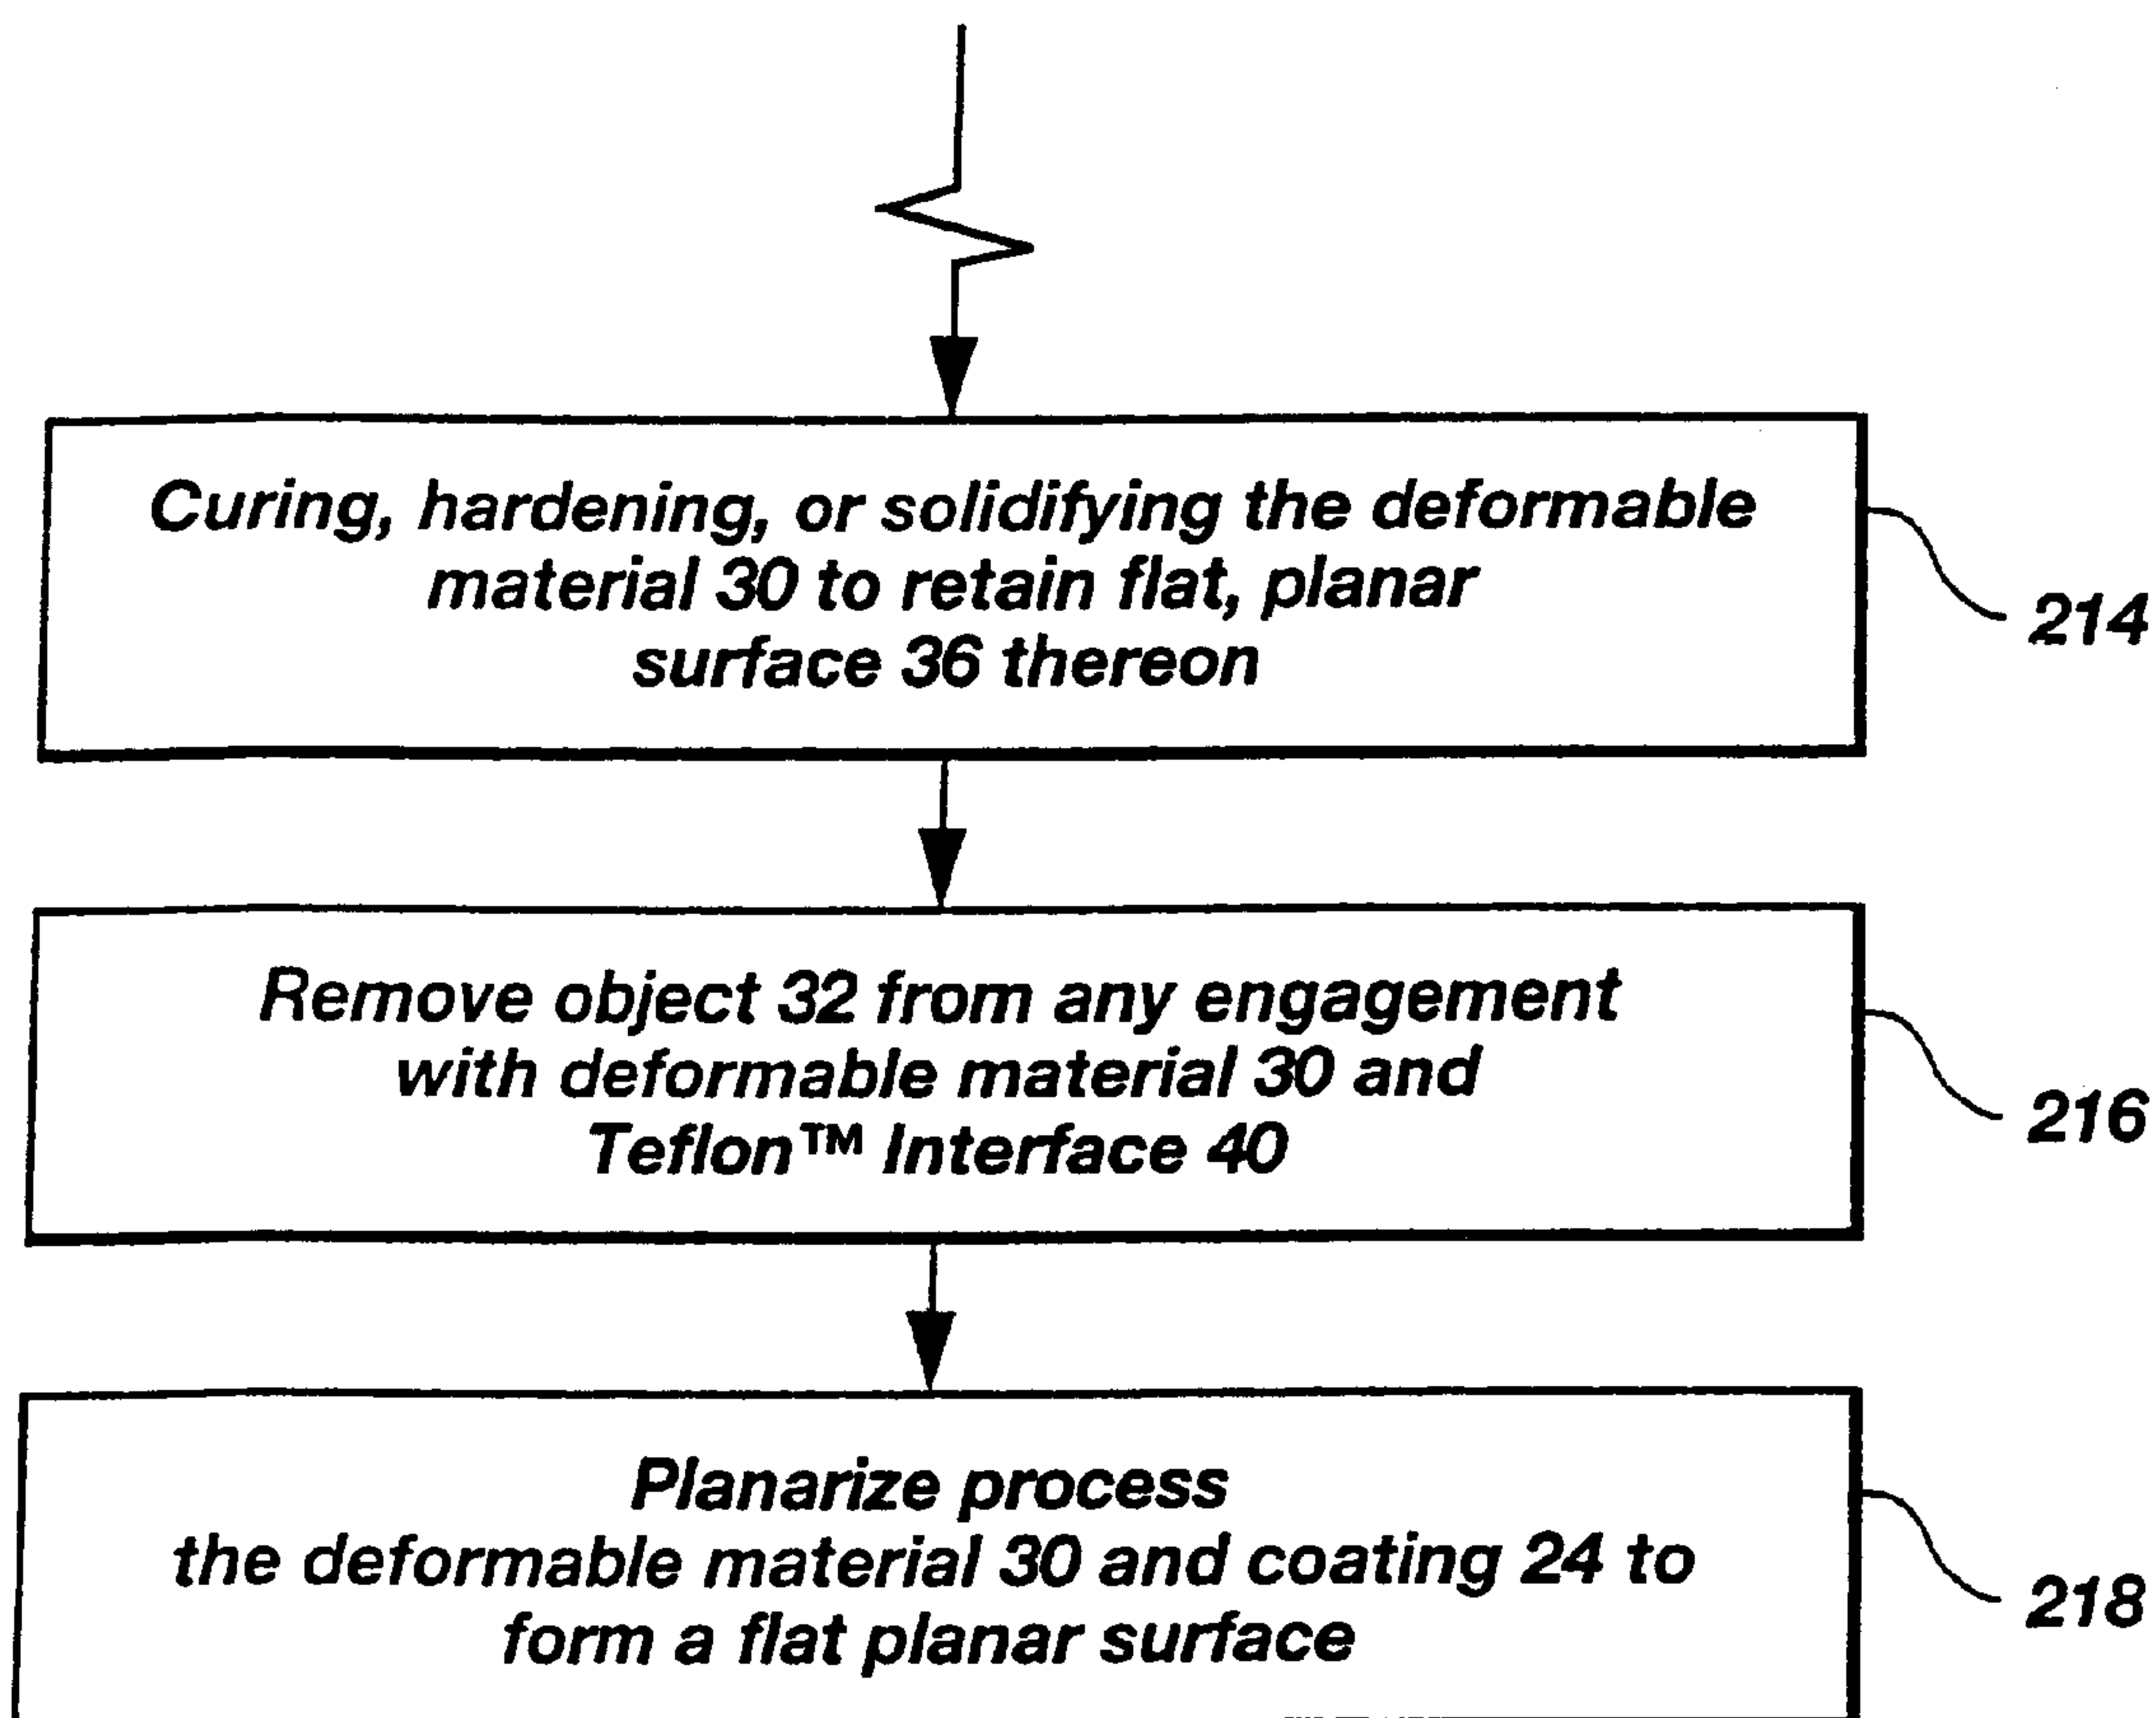 Curing, hardening, or solidifying the deformable
material 30 to retain flat, planar
surface 36 thereon
214
Remove object 32 from any engagement
with deformable material 30 and
Teflon™ Interface 40
216
Planarize process
the deformable material 30 and coating 24 to
form a flat planar surface
218